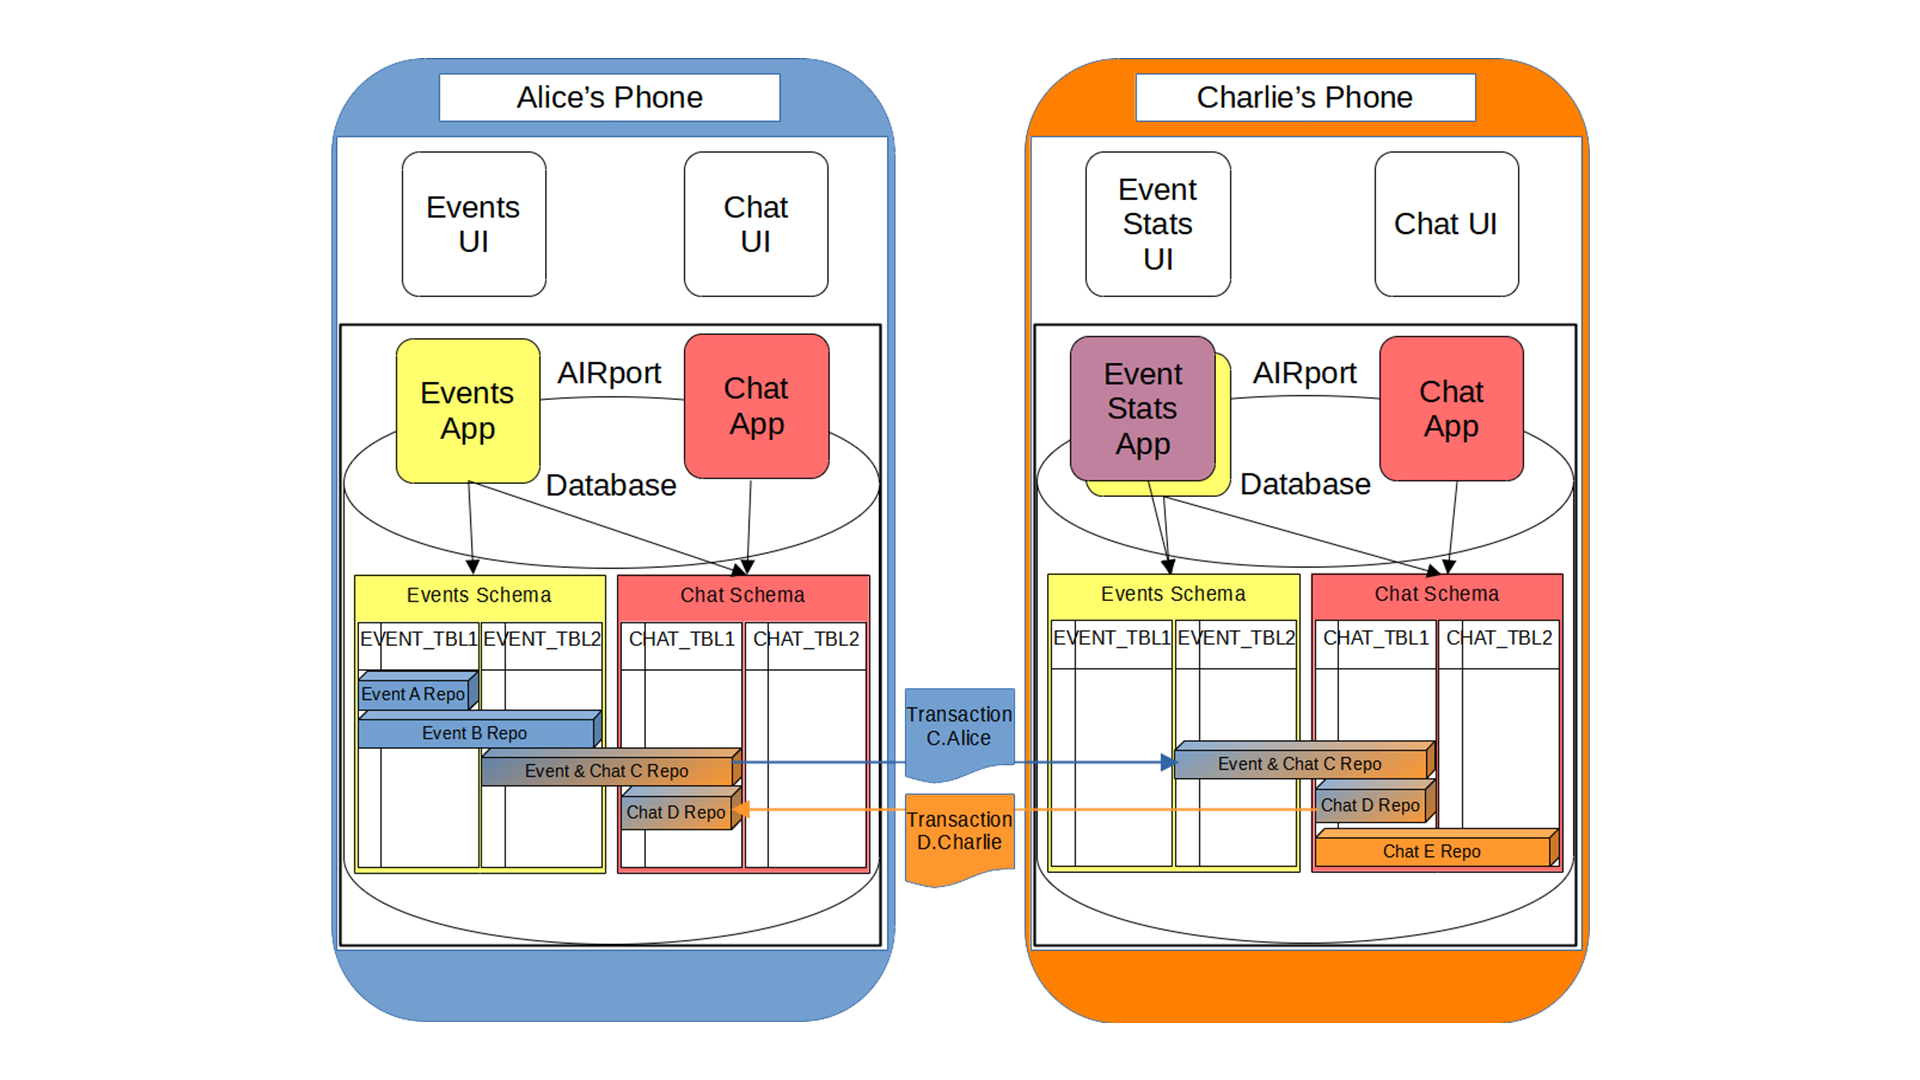 Alice’s Phone
Events
UI
Chat
UI
Events
App
AIRport
Chat
App
Database
Events Schema
Chat Schema
EVENT_TBL1
EVENT_TBL2
CHAT_TBL1
CHAT_TBL2
Event A Repo
Event B Repo
Event & Chat C Repo
Chat D Repo
Transaction
C.Alice
Transaction
D.Charlie
Charlie’s Phone
Event
Stats
UI
Chat UI
Event
Stats
App
AIRport
Chat
App
Database
Events Schema
Chat Schema
EVENT_TBL1
EVENT_TBL2
CHAT_TBL1
CHAT_TBL2
Event & Chat C Repo
Chat D Repo
Chat E Repo